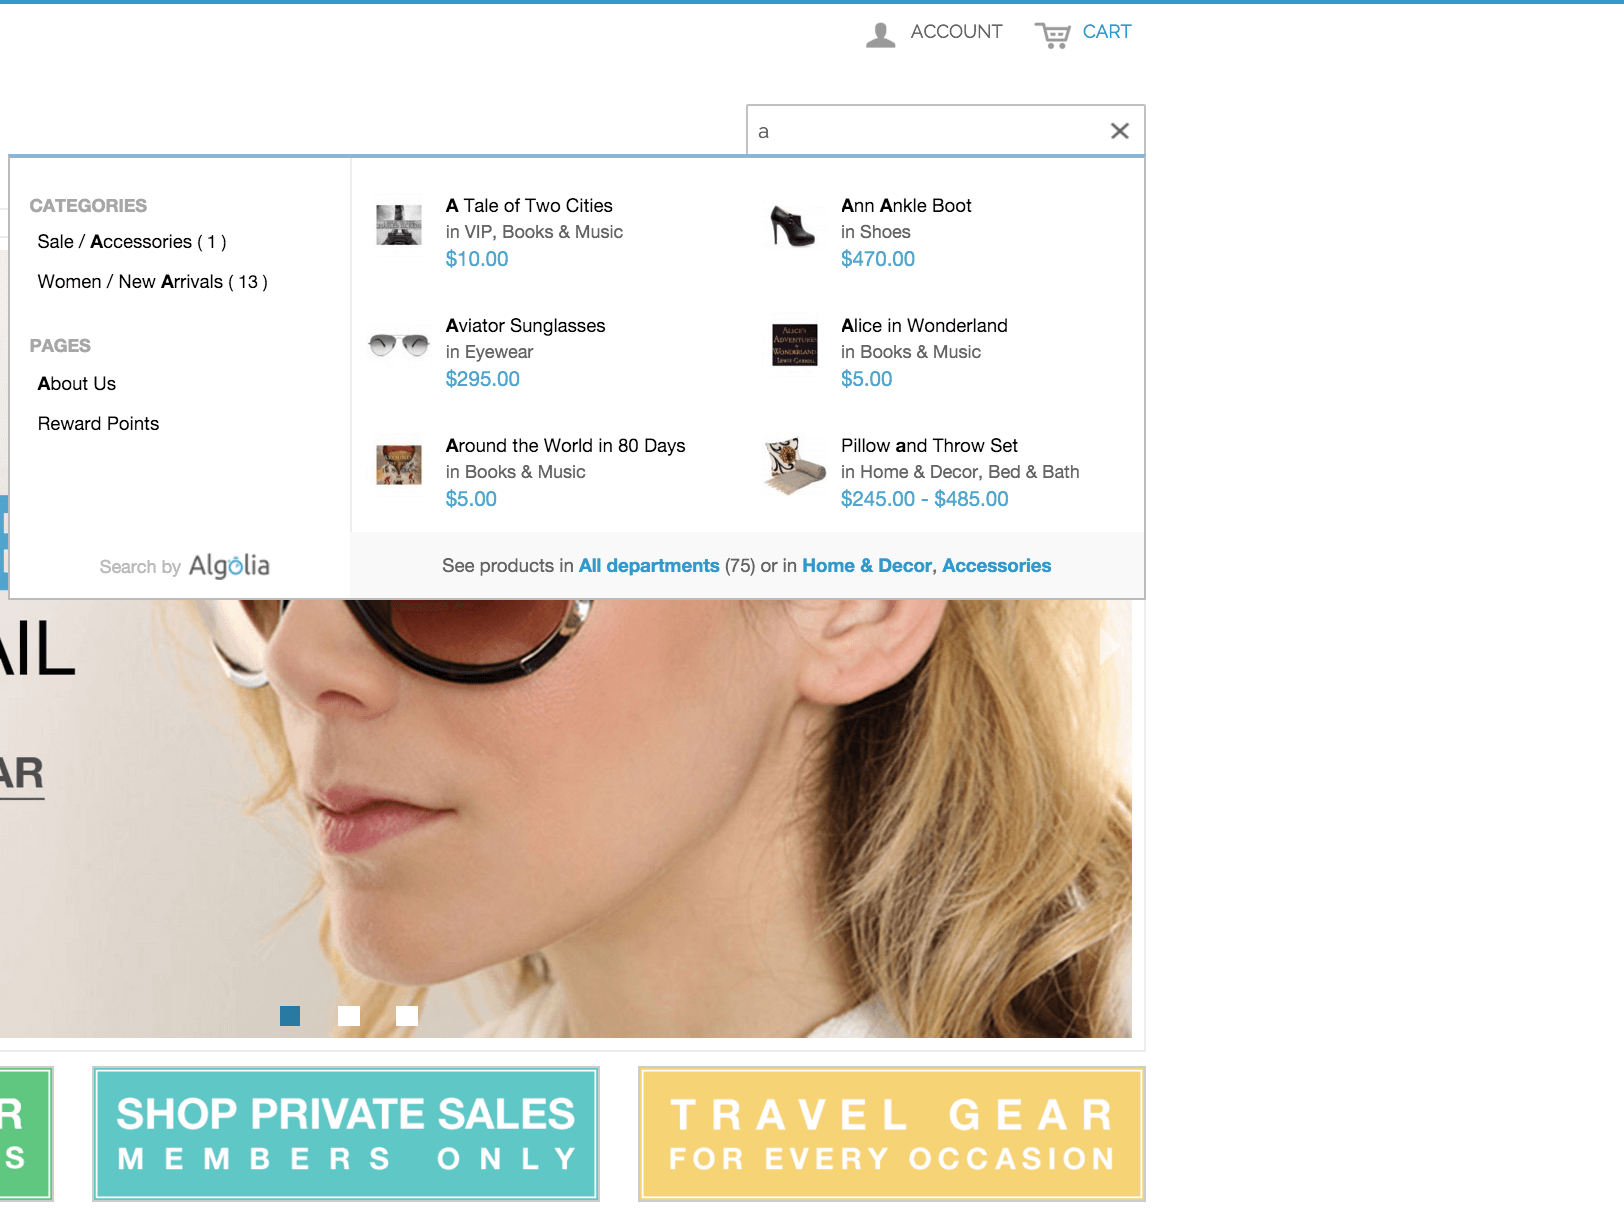 ACCOUNT
CART
a
CATEGORIES
Sale / Accessories ( 1 )
Women / New Arrivals ( 13 )
PAGES
About Us
Reward Points
A Tale of Two Cities
in VIP, Books & Music
$10.00
Ann Ankle Boot
in Shoes
$470.00
Aviator Sunglasses
in Eyewear
$295.00
Alice in Wonderland
in Books & Music
$5.00
Around the World in 80 Days
in Books & Music
$5.00
Pillow and Throw Set
in Home & Decor, Bed & Bath
$245.00 - $485.00
Search by Algolia
See products in All departments (75) or in Home & Decor, Accessories
AIL
AR
R
S
SHOP PRIVATE SALES
MEMBERS ONLY
TRAVEL GEAR
FOR EVERY OCCASION